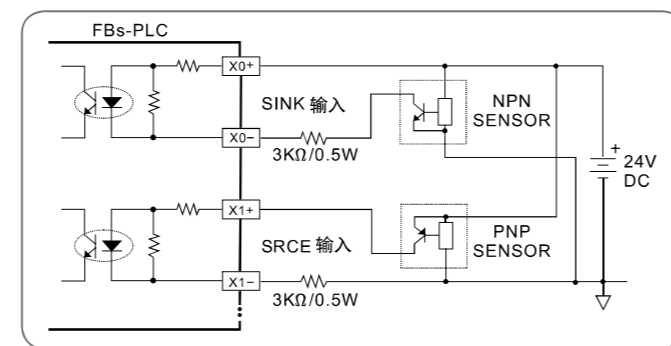 FBs-PLC
X0+
SINK 输入
NPN
SENSOR
X0−
3KΩ/0.5W
+
24V
DC
X1+
SRCE 输入
PNP
SENSOR
X1−
3KΩ/0.5W